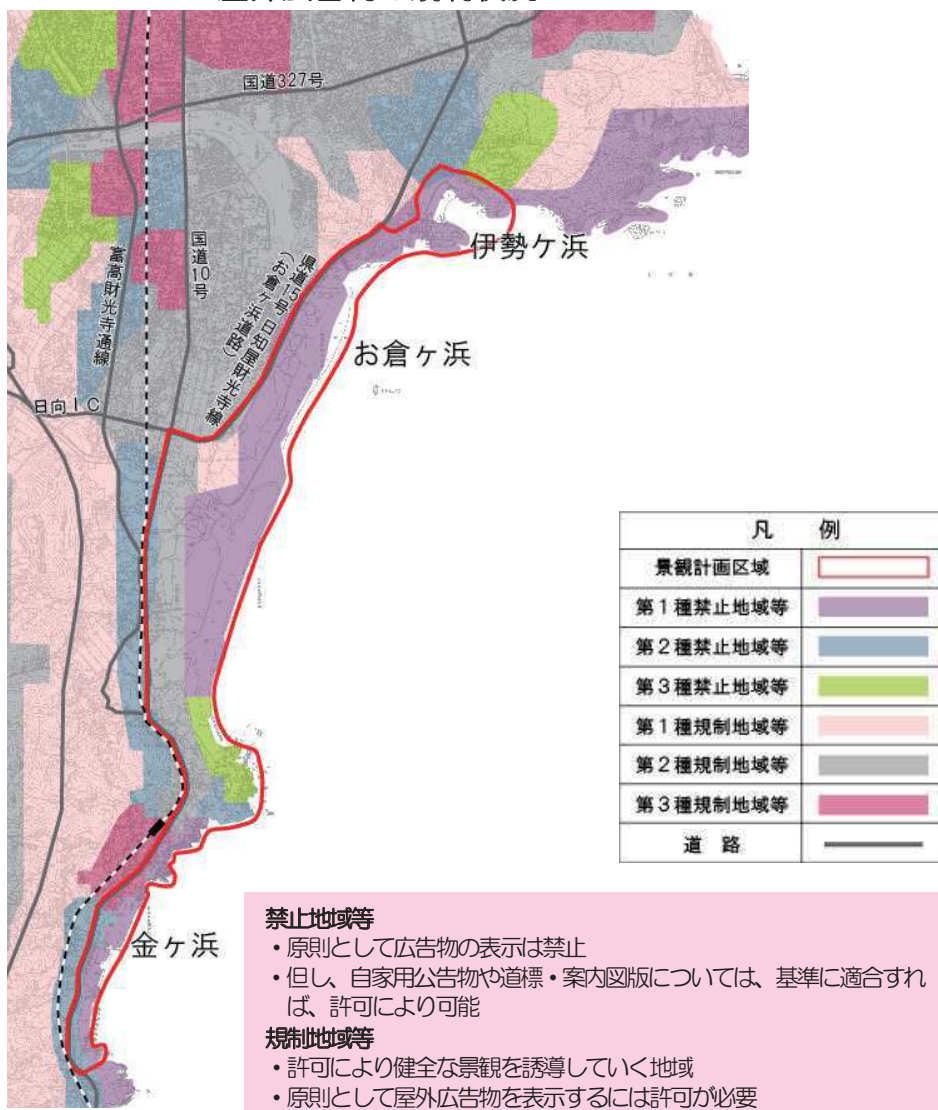 国道327号
国道10号
富高財光寺通線
県道15号 日知屋財光寺線
(お倉ヶ浜道路)
日向IC
伊勢ケ浜
お倉ヶ浜
金ヶ浜
凡 例
景観計画区域
第1種禁止地域等
第2種禁止地域等
第3種禁止地域等
第1種規制地域等
第2種規制地域等
第3種規制地域等
道 路
禁止地域等
・原則として広告物の表示は禁止
・但し、自家用公告物や道標・案内図版については、基準に適合すれ
ば、許可により可能
規制地域等
・許可により健全な景観を誘導していく地域
・原則として屋外広告物を表示するには許可が必要